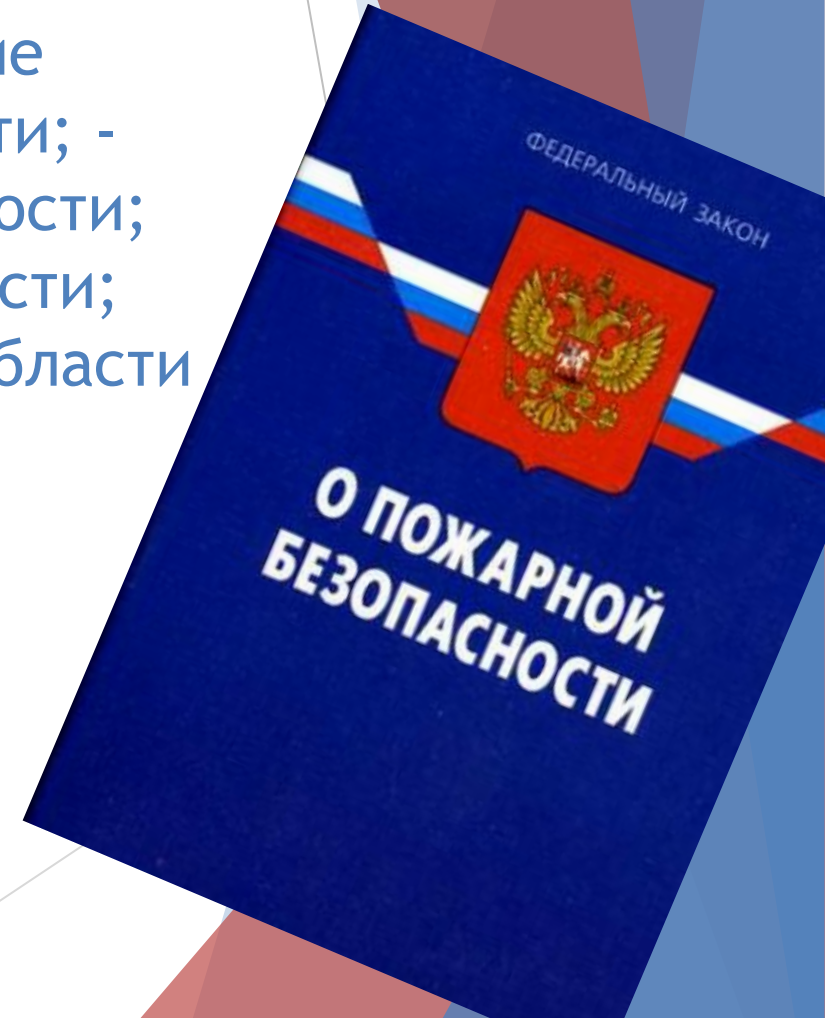 ие
ти; -
ости;
сти;
бласти
ФЕДЕРАЛЬНЫЙ ЗАКОН
О ПОЖАРНОЙ
БЕЗОПАСНОСТИ